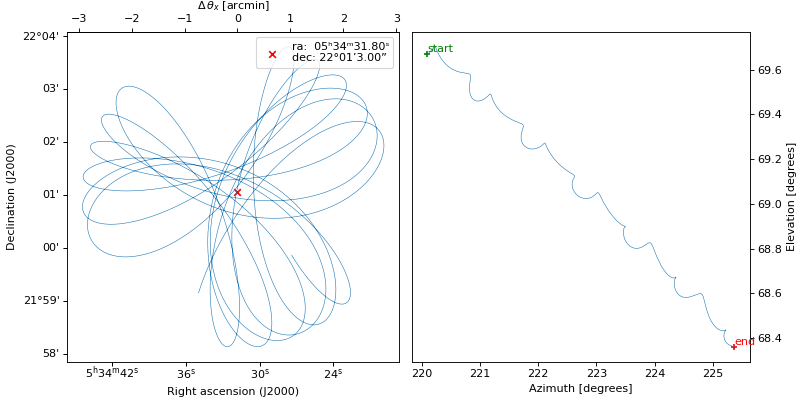 Δθx [arcmin]
−3 −2 −1 0 1 2 3
ra: 05ʰ34ᵐ31.80ˢ
dec: 22°01′3.00″
22°04'
03'
02'
01'
00'
21°59'
58'
Declination (J2000)
5ʰ34ᵐ42ˢ 36ˢ 30ˢ 24ˢ
Right ascension (J2000)
start
end
69.6
69.4
69.2
69.0
68.8
68.6
68.4
Elevation [degrees]
220 221 222 223 224 225
Azimuth [degrees]